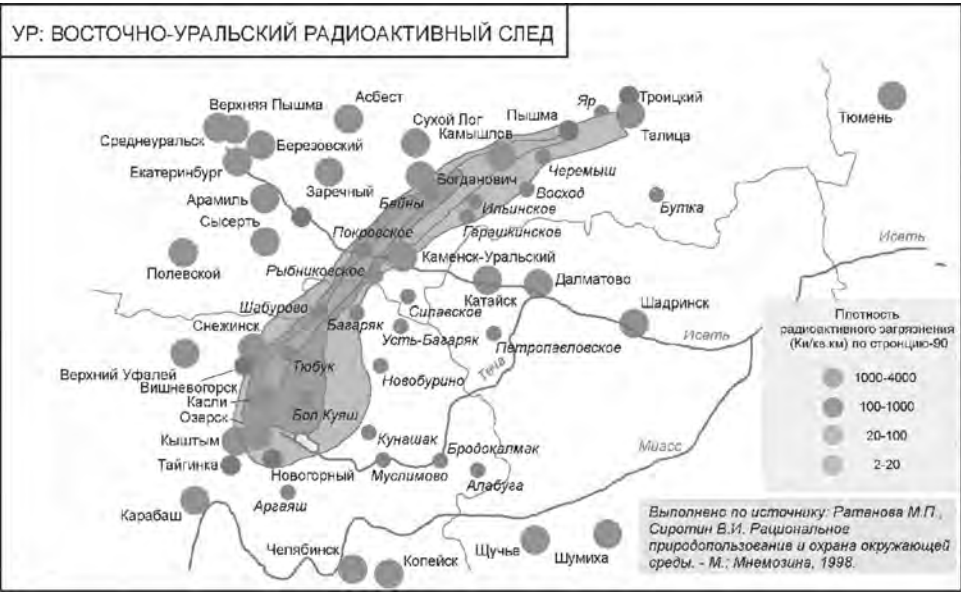 УР: ВОСТОЧНО-УРАЛЬСКИЙ РАДИОАКТИВНЫЙ СЛЕД
Асбест
Верхняя Пышма
Среднеуральск
Березовский
Екатеринбург
Заречный
Арамиль
Сысерть
Полевской
Сухой Лог
Камышлов
Пышма
Яр
Троицкий
Талица
Тюмень
Богданович
Черемыш
Восход
Бутка
Байны
Ильинское
Гарашкинское
Покровское
Каменск-Уральский
Рыбниковское
Исеть
Катайск
Далматово
Шадринск
Исеть
Шабурово
Снежинск
Багаряк
Сипавское
Усть-Багаряк
Петропавловское
Теча
Верхний Уфалей
Тюбук
Новобурино
Вишневогорск
Касли
Озерск
Бол.Куяш
Кыштым
Кунашак
Бродокалмак
Миасс
Тайгинка
Новогорный
Муслимово
Алабуга
Аргаяш
Карабаш
Челябинск
Копейск
Щучье
Шумиха
Плотность
радиоактивного загрязнения
(Ки/кв.км) по стронцию-90
1000-4000
100-1000
20-100
2-20
Выполнено по источнику: Ратанова М.П.,
Сиротин В.И. Рациональное
природопользование и охрана окружающей
среды. - М.: Мнемозина, 1998.